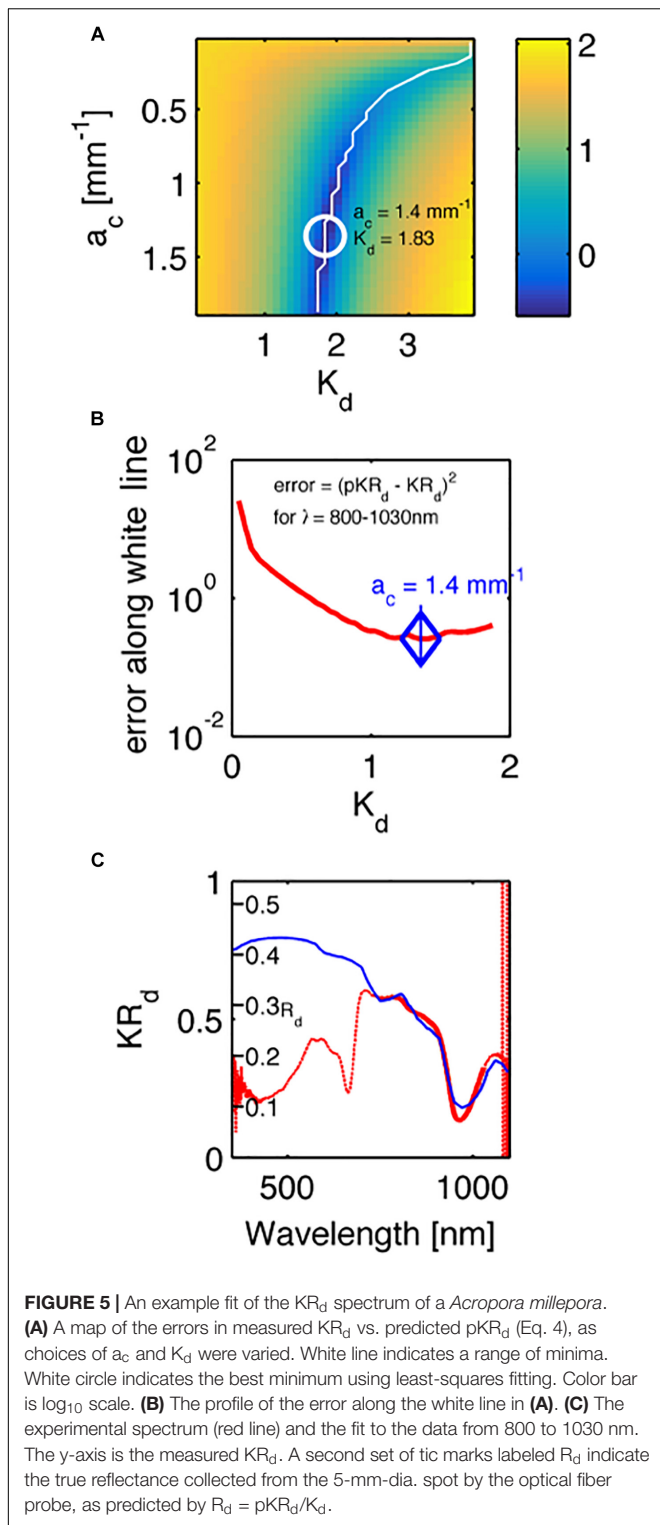 A
a_c [mm⁻¹]
0.5
1
1.5
a_c = 1.4 mm⁻¹
K_d = 1.83
1 2 3
K_d
2
1
0
B
error along white line
10²
10⁰
10⁻²
error = (pKR_d - KR_d)²
for λ = 800-1030nm
a_c = 1.4 mm⁻¹
0 1 2
K_d
C
KR_d
1
0.5
0
0.5
0.4
0.3R_d
0.2
0.1
500 1000
Wavelength [nm]
FIGURE 5 | An example fit of the KR_d spectrum of a Acropora millepora.
(A) A map of the errors in measured KR_d vs. predicted pKR_d (Eq. 4), as
choices of a_c and K_d were varied. White line indicates a range of minima.
White circle indicates the best minimum using least-squares fitting. Color bar
is log₁₀ scale. (B) The profile of the error along the white line in (A). (C) The
experimental spectrum (red line) and the fit to the data from 800 to 1030 nm.
The y-axis is the measured KR_d. A second set of tic marks labeled R_d indicate
the true reflectance collected from the 5-mm-dia. spot by the optical fiber
probe, as predicted by R_d = pKR_d/K_d.